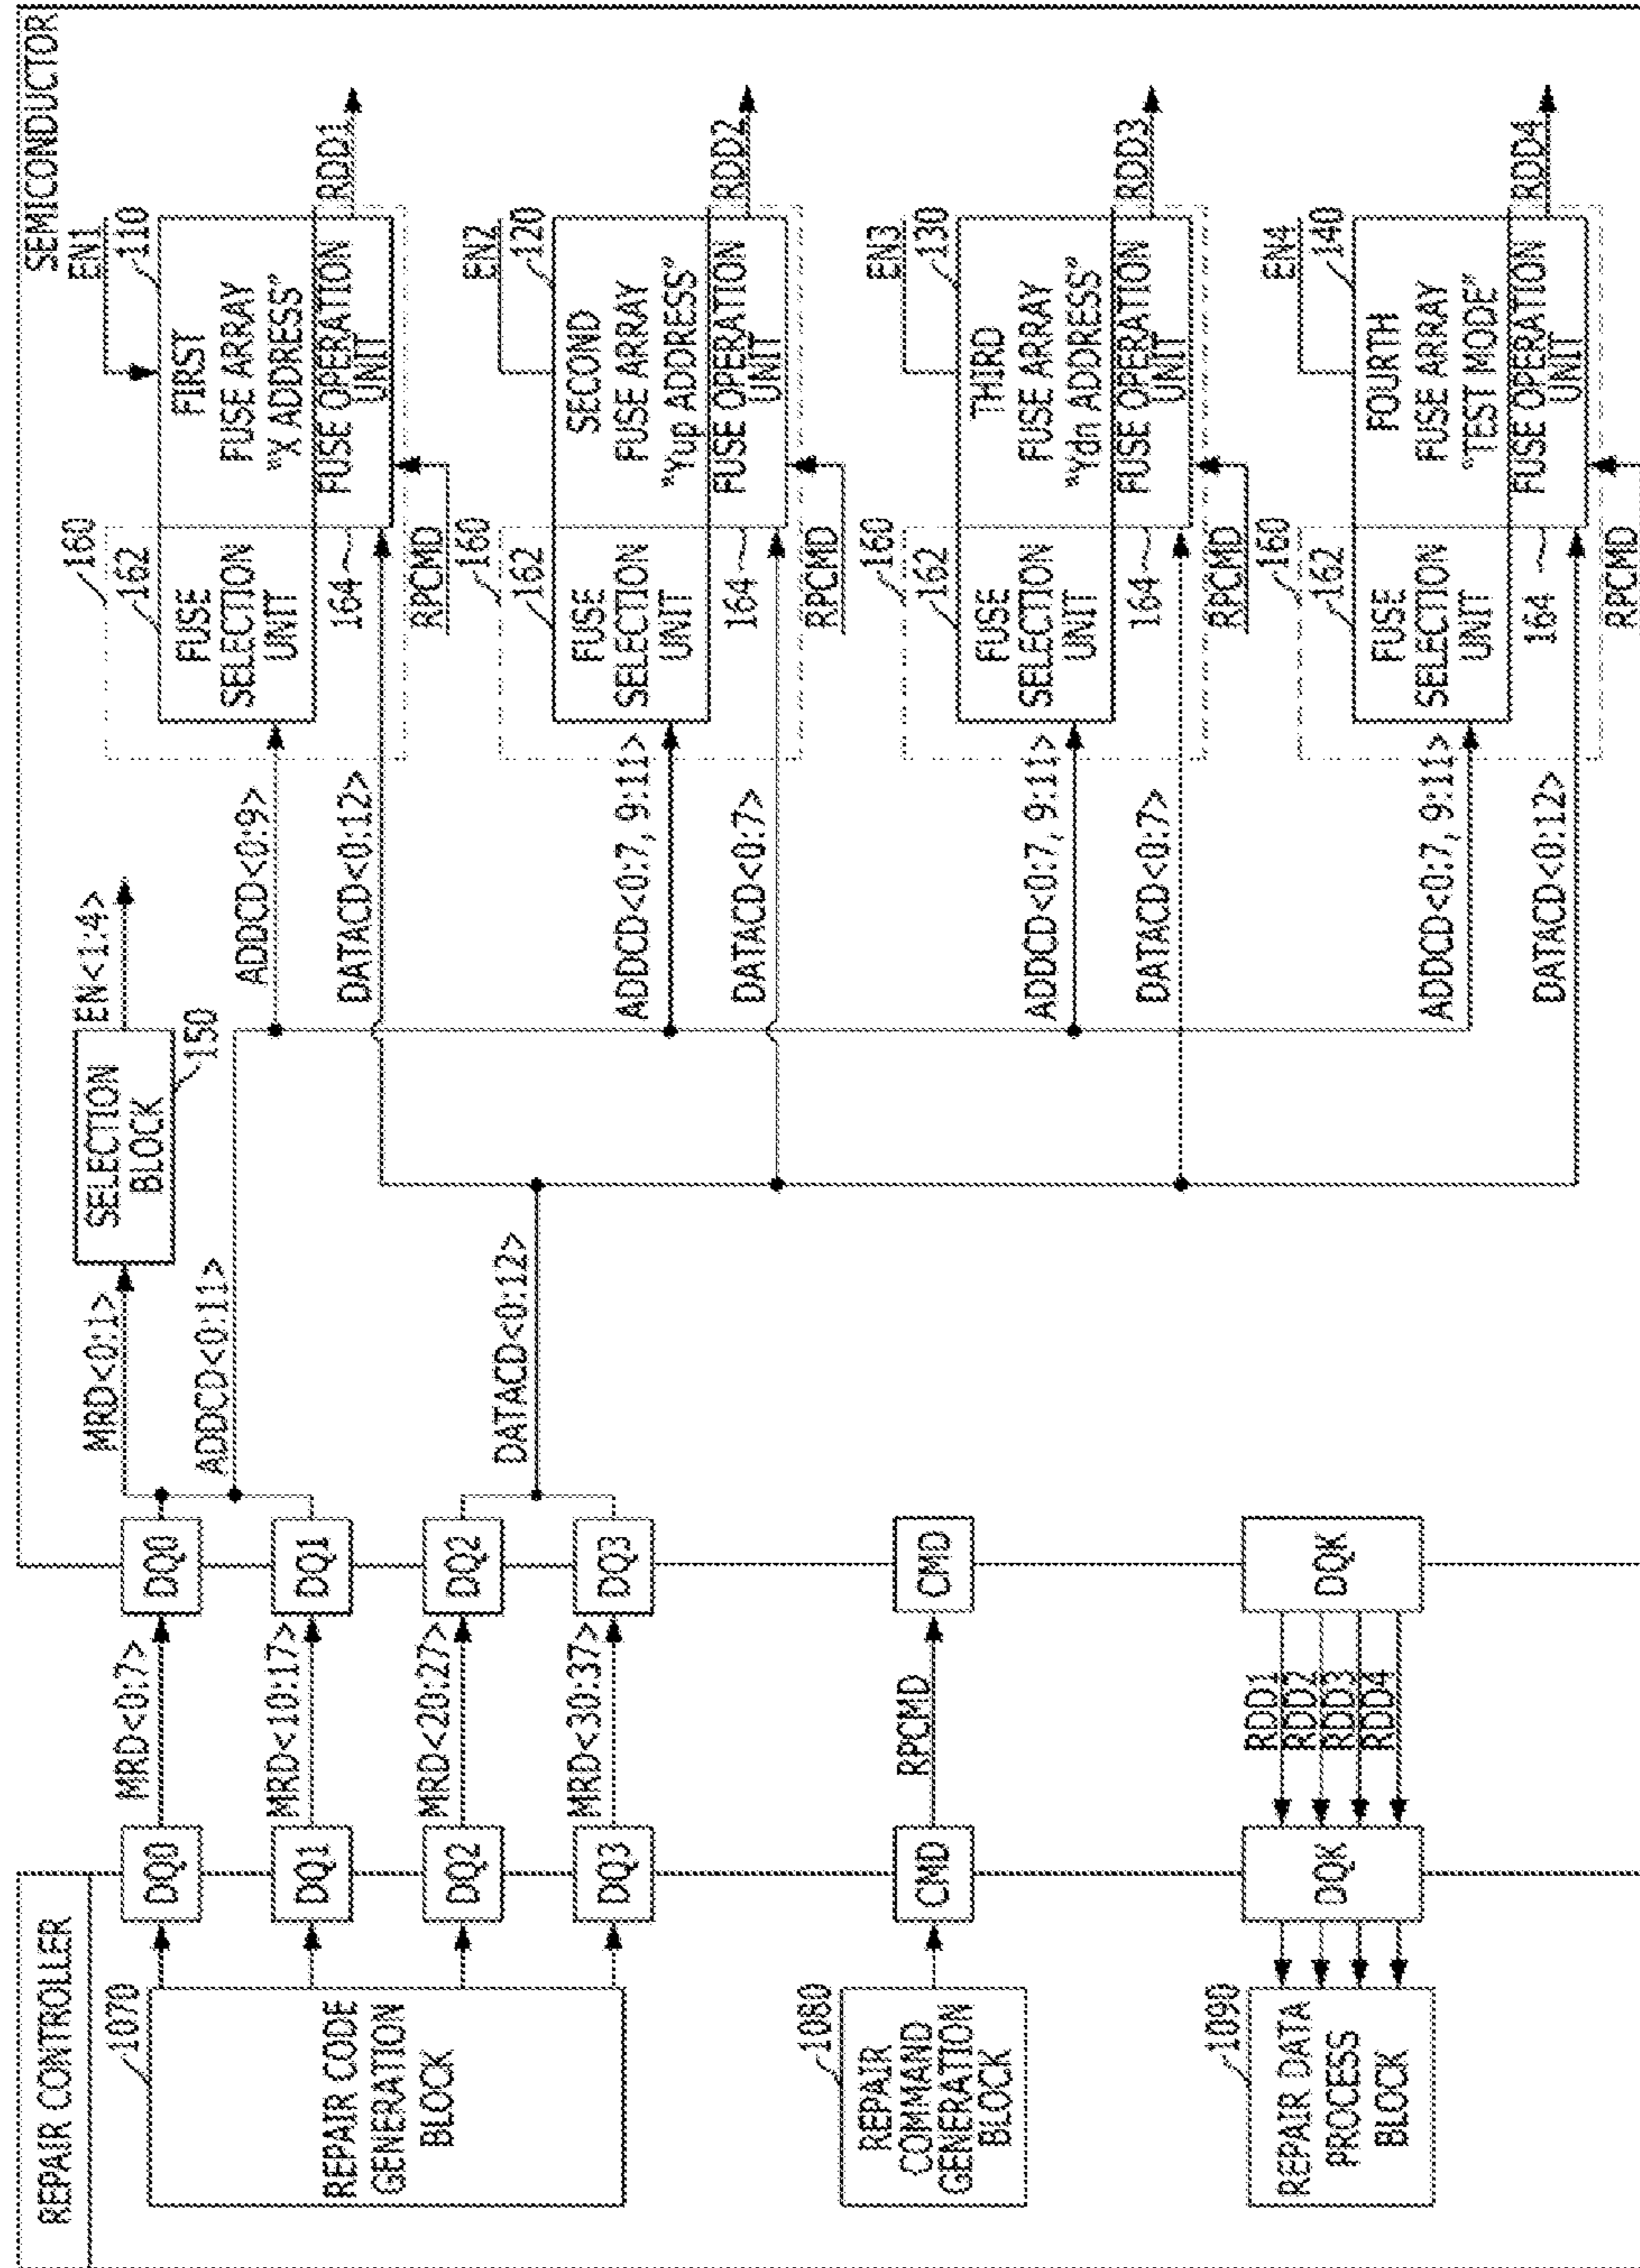 REPAIR CONTROLLER
1070
REPAIR CODE
GENERATION
BLOCK
1080
REPAIR
COMMAND
GENERATION
BLOCK
1090
REPAIR DATA
PROCESS
BLOCK
DQ0
DQ1
DQ2
DQ3
CMD
DQK
MRD<0:7>
MRD<10:17>
MRD<20:27>
MRD<30:37>
RPCMD
RDD1
RDD2
RDD3
RDD4
DQ0
DQ1
DQ2
DQ3
CMD
DQK
SEMICONDUCTOR
MRD<0:1>
ADDCD<0:11>
DATACD<0:12>
SELECTION
BLOCK
150
EN<1:4>
ADDCD<0:9>
DATACD<0:12>
160
162
FUSE
SELECTION
UNIT
164
RPCMD
EN1
110
FIRST
FUSE ARRAY
"X ADDRESS"
FUSE OPERATION
UNIT
RDD1
ADDCD<0:7, 9:11>
DATACD<0:7>
160
162
FUSE
SELECTION
UNIT
164
RPCMD
EN2
120
SECOND
FUSE ARRAY
"Yup ADDRESS"
FUSE OPERATION
UNIT
RDD2
ADDCD<0:7, 9:11>
DATACD<0:7>
160
162
FUSE
SELECTION
UNIT
164
RPCMD
EN3
130
THIRD
FUSE ARRAY
"Ydn ADDRESS"
FUSE OPERATION
UNIT
RDD3
ADDCD<0:7, 9:11>
DATACD<0:12>
160
162
FUSE
SELECTION
UNIT
164
RPCMD
EN4
140
FOURTH
FUSE ARRAY
"TEST MODE"
FUSE OPERATION
UNIT
RDD4